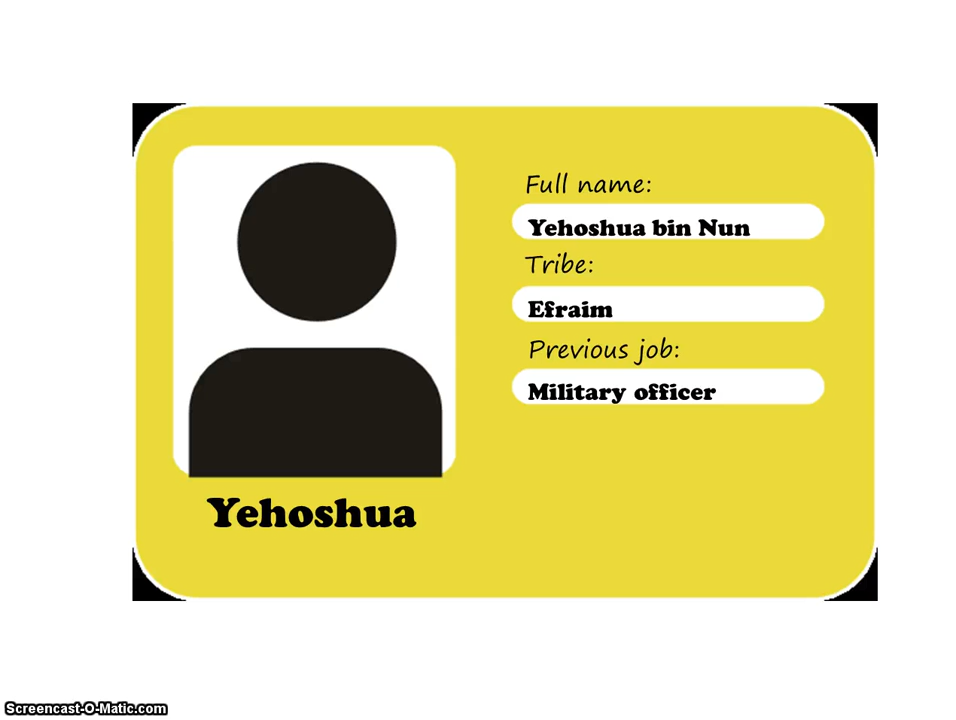 Full name:
Yehoshua bin Nun
Tribe:
Efraim
Previous job:
Military officer
Yehoshua
Screencast-O-Matic.com